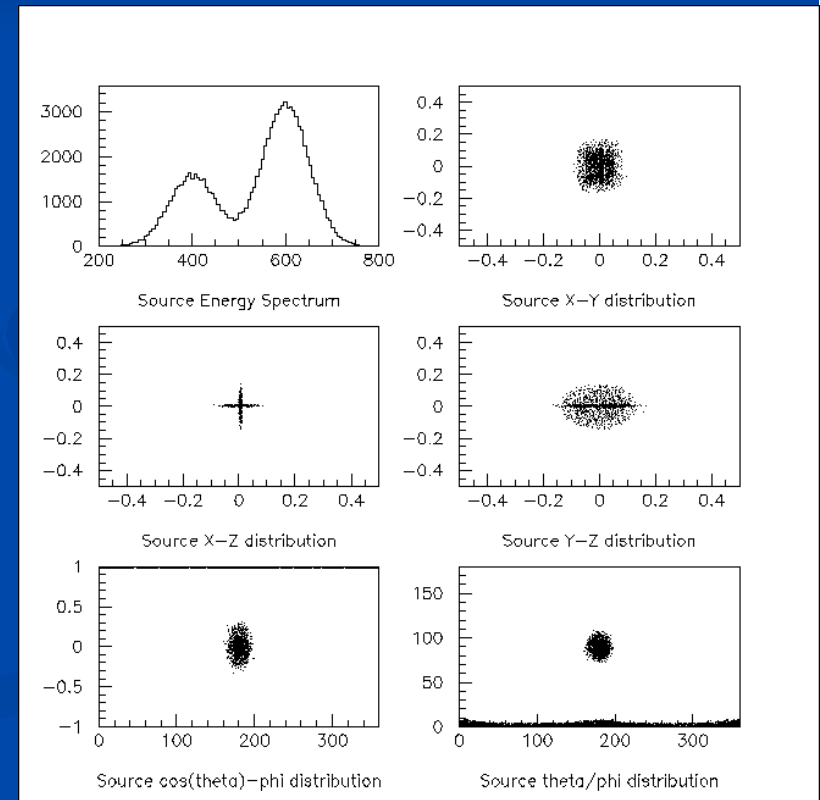 3000
2000
1000
0
200 400 600 800
Source Energy Spectrum
0.4
0.2
0
−0.2
−0.4
−0.4 −0.2 0 0.2 0.4
Source X−Y distribution
0.4
0.2
0
−0.2
−0.4
−0.4 −0.2 0 0.2 0.4
Source X−Z distribution
0.4
0.2
0
−0.2
−0.4
−0.4 −0.2 0 0.2 0.4
Source Y−Z distribution
1
0.5
0
−0.5
−1
0 100 200 300
Source cos(theta)−phi distribution
150
100
50
0
0 100 200 300
Source theta/phi distribution